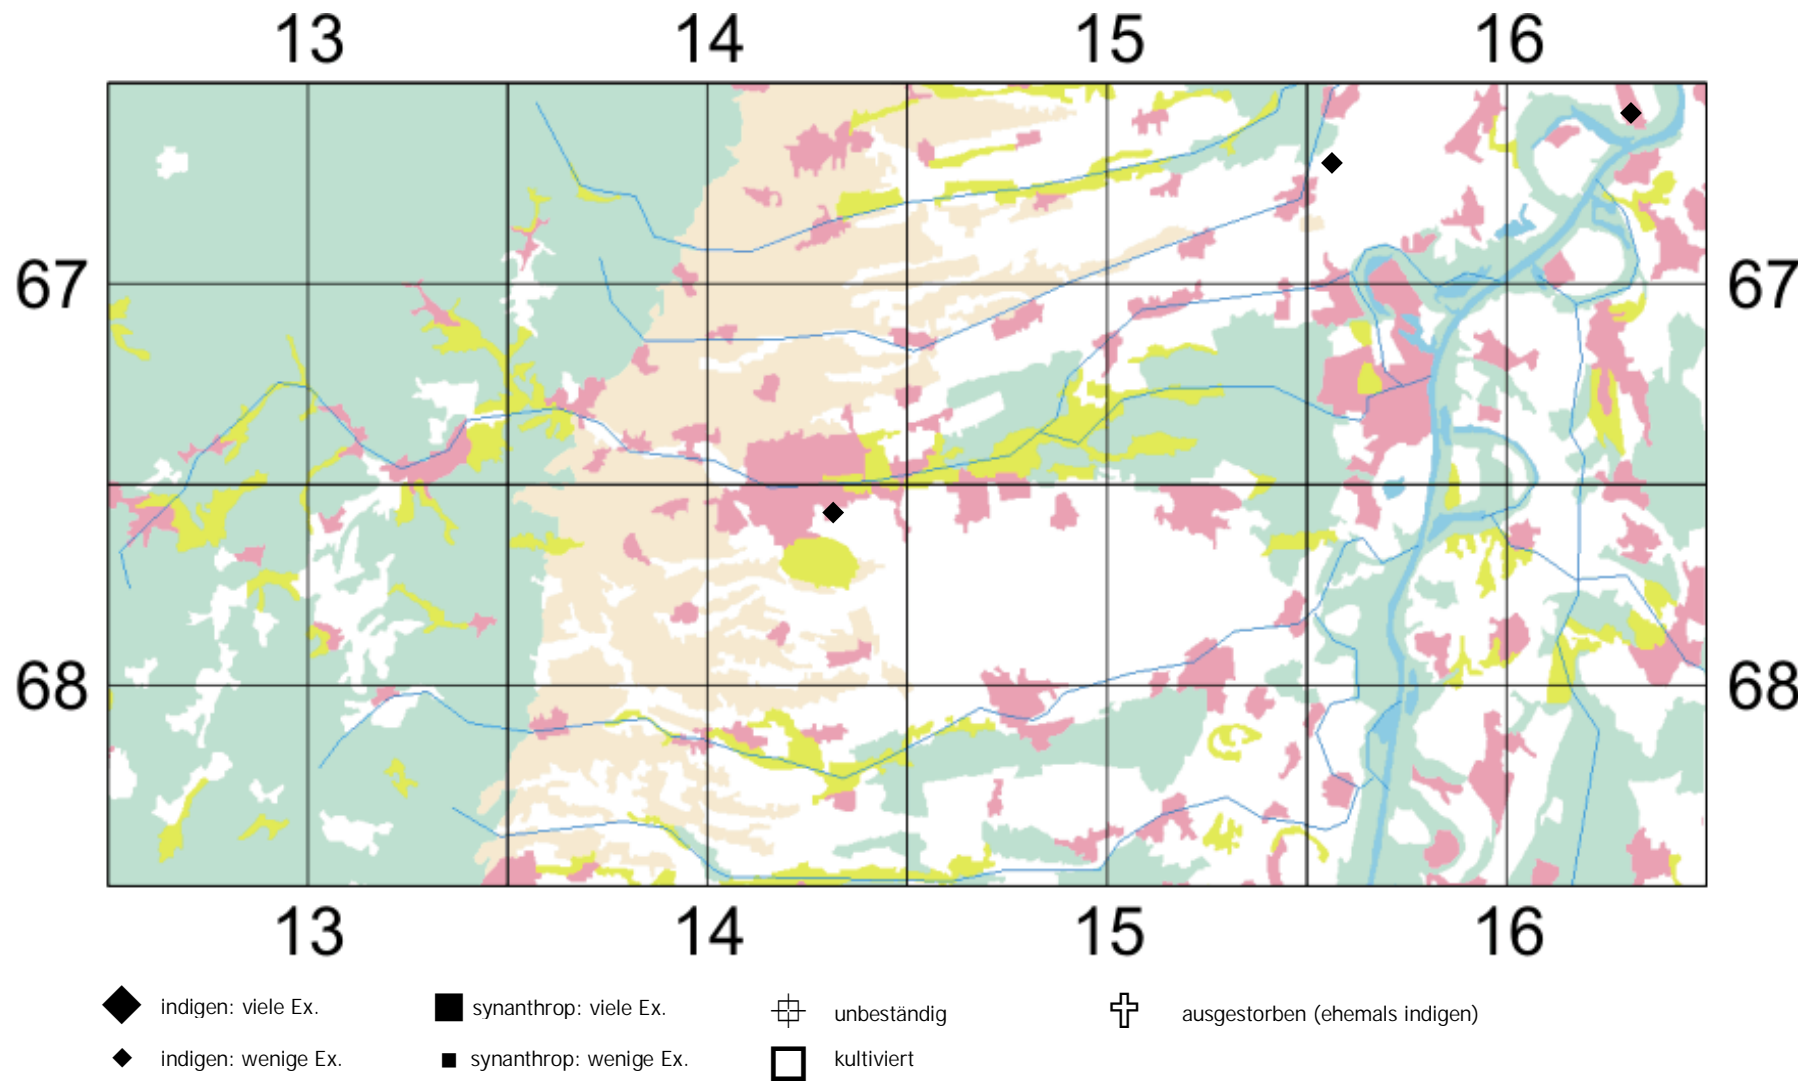 13 14 15 16
67 67
68 68
13 14 15 16
indigen: viele Ex. synanthrop: viele Ex. unbeständig ausgestorben (ehemals indigen)
indigen: wenige Ex. synanthrop: wenige Ex. kultiviert